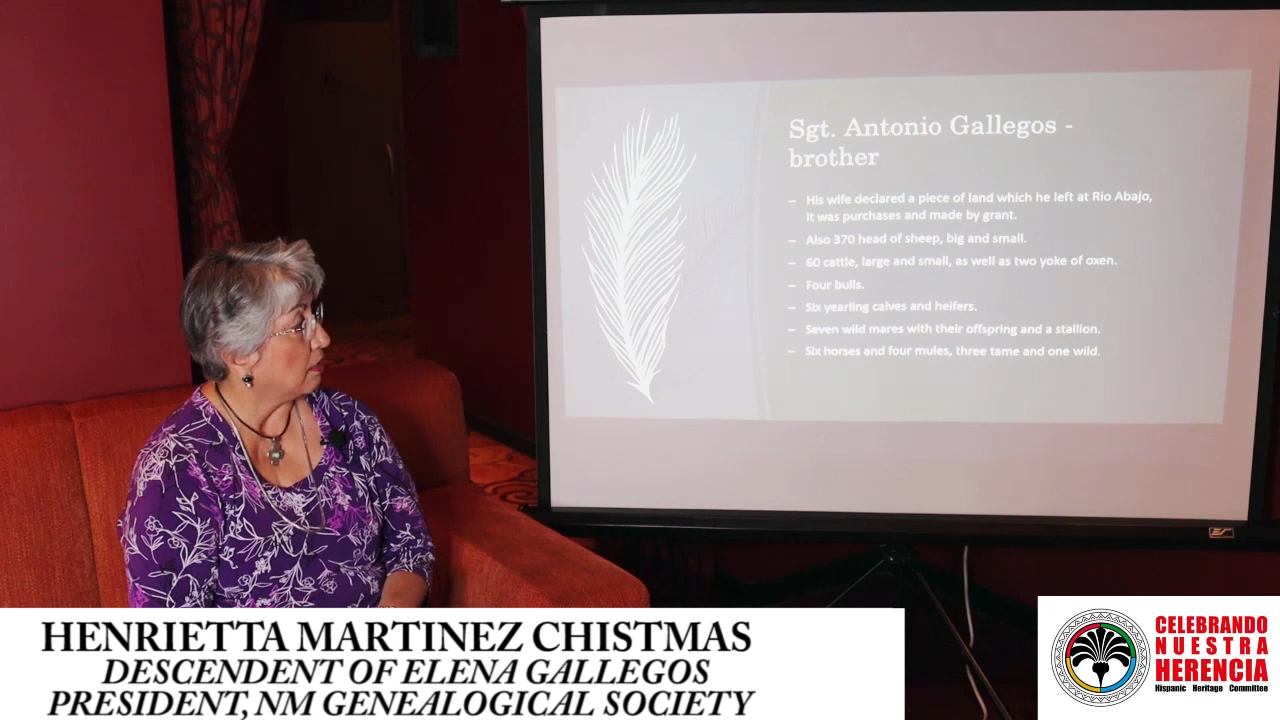 Sgt. Antonio Gallegos -
brother
– His wife declared a piece of land which he left at Rio Abajo,
it was purchases and made by grant.
– Also 370 head of sheep, big and small.
– 60 cattle, large and small, as well as two yoke of oxen.
– Four bulls.
– Six yearling calves and heifers.
– Seven wild mares with their offspring and a stallion.
– Six horses and four mules, three tame and one wild.
ES
HENRIETTA MARTINEZ CHISTMAS
DESCENDENT OF ELENA GALLEGOS
PRESIDENT, NM GENEALOGICAL SOCIETY
CELEBRANDO
NUESTRA
HERENCIA
Hispanic Heritage Committee